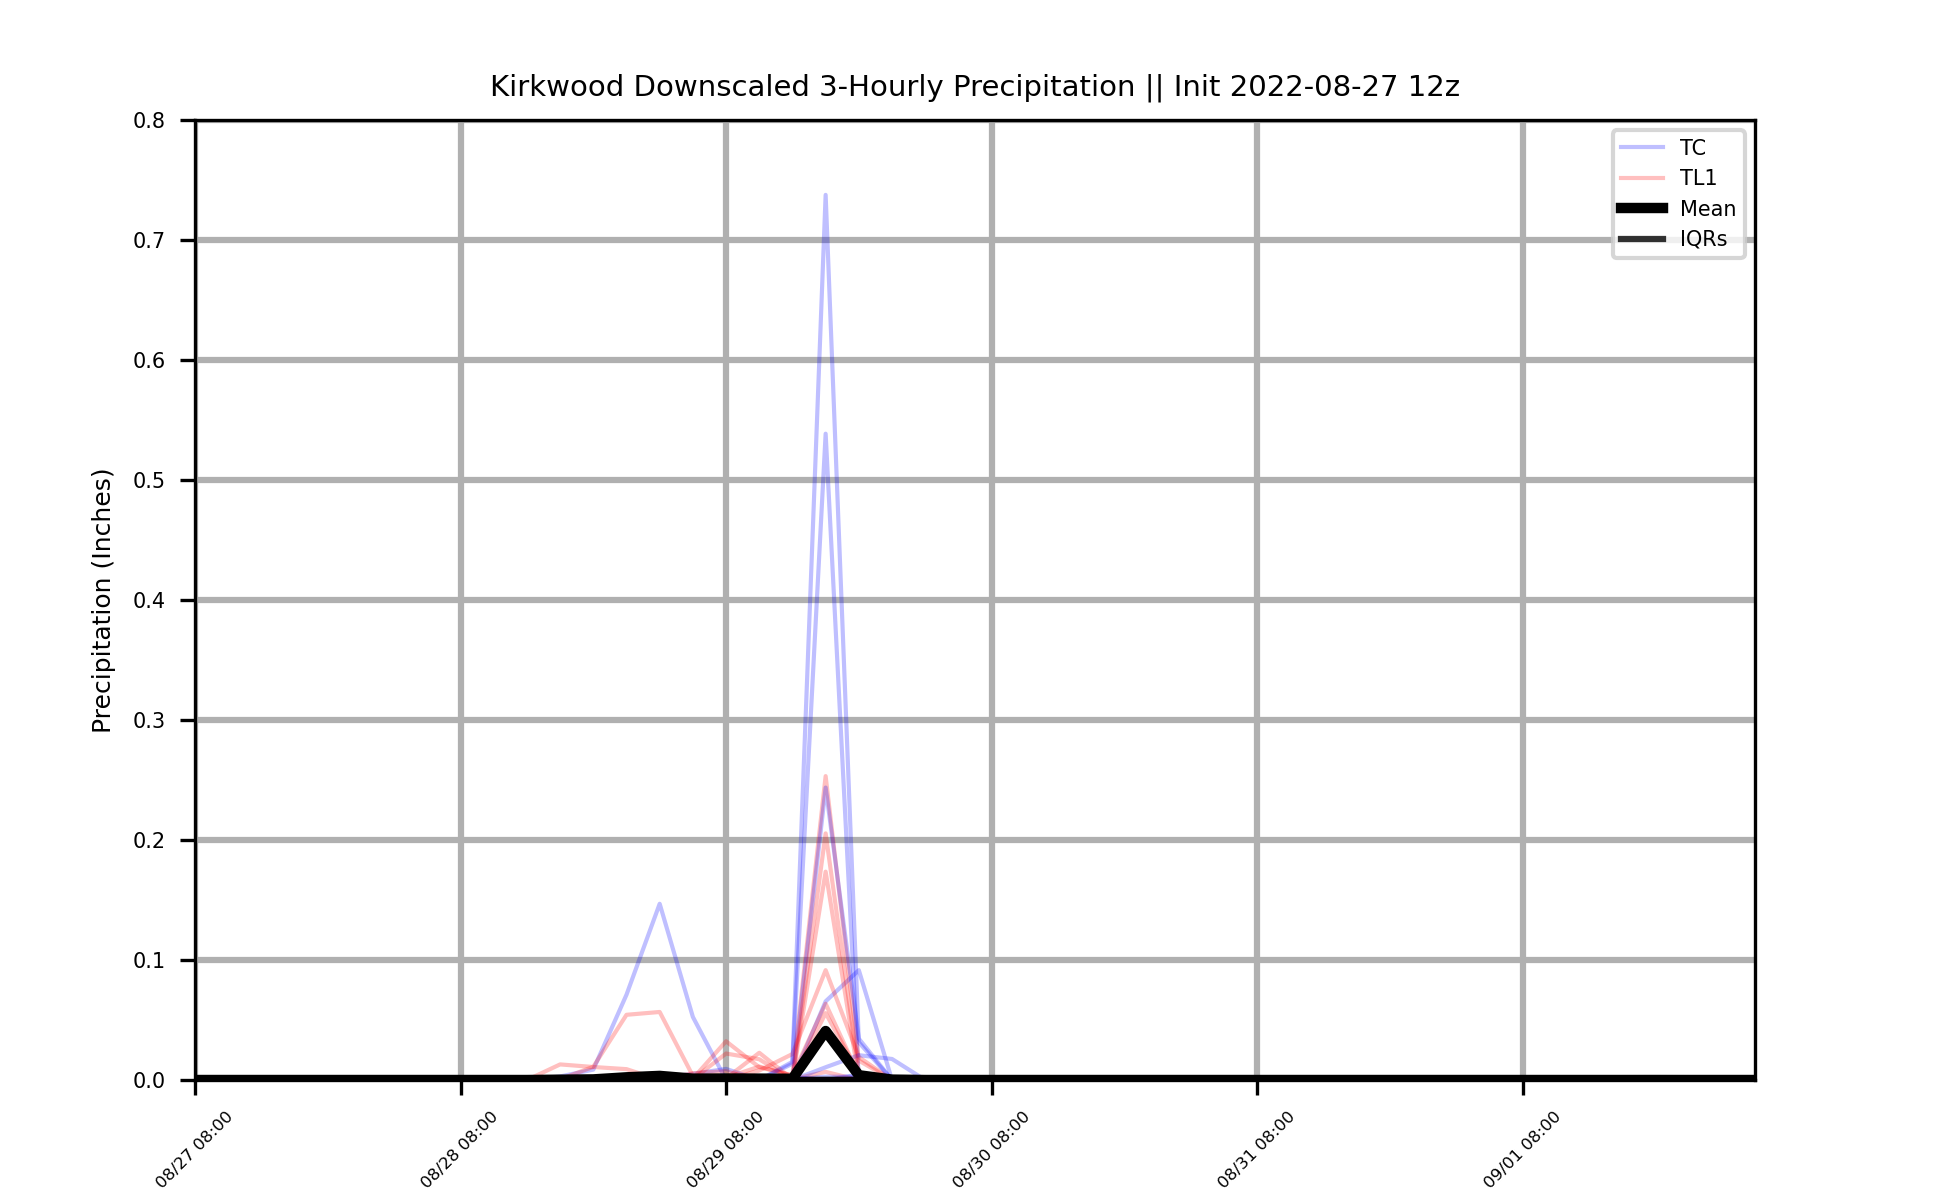 Kirkwood Downscaled 3-Hourly Precipitation || Init 2022-08-27 12z
TC
TL1
Mean
IQRs
Precipitation (Inches)
0.8
0.7
0.6
0.5
0.4
0.3
0.2
0.1
0.0
08/27 08:00
08/28 08:00
08/29 08:00
08/30 08:00
08/31 08:00
09/01 08:00